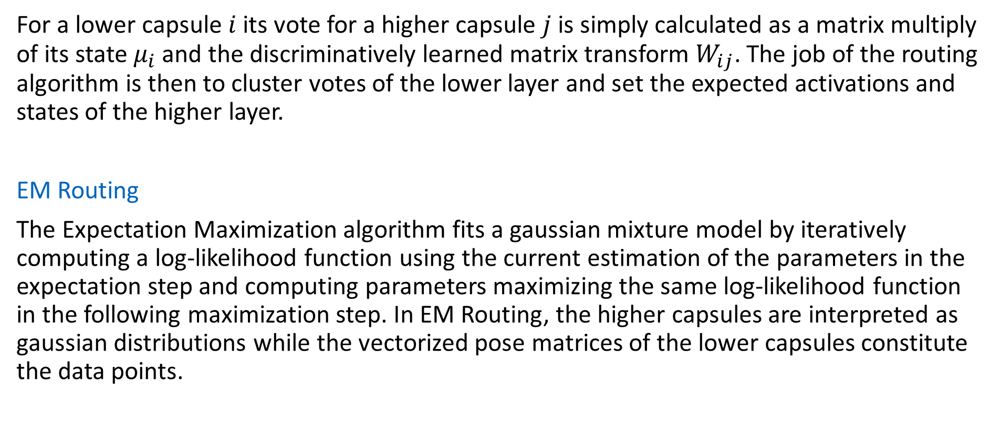 For a lower capsule i its vote for a higher capsule j is simply calculated as a matrix multiply
of its state μᵢ and the discriminatively learned matrix transform Wᵢⱼ. The job of the routing
algorithm is then to cluster votes of the lower layer and set the expected activations and
states of the higher layer.
EM Routing
The Expectation Maximization algorithm fits a gaussian mixture model by iteratively
computing a log-likelihood function using the current estimation of the parameters in the
expectation step and computing parameters maximizing the same log-likelihood function
in the following maximization step. In EM Routing, the higher capsules are interpreted as
gaussian distributions while the vectorized pose matrices of the lower capsules constitute
the data points.